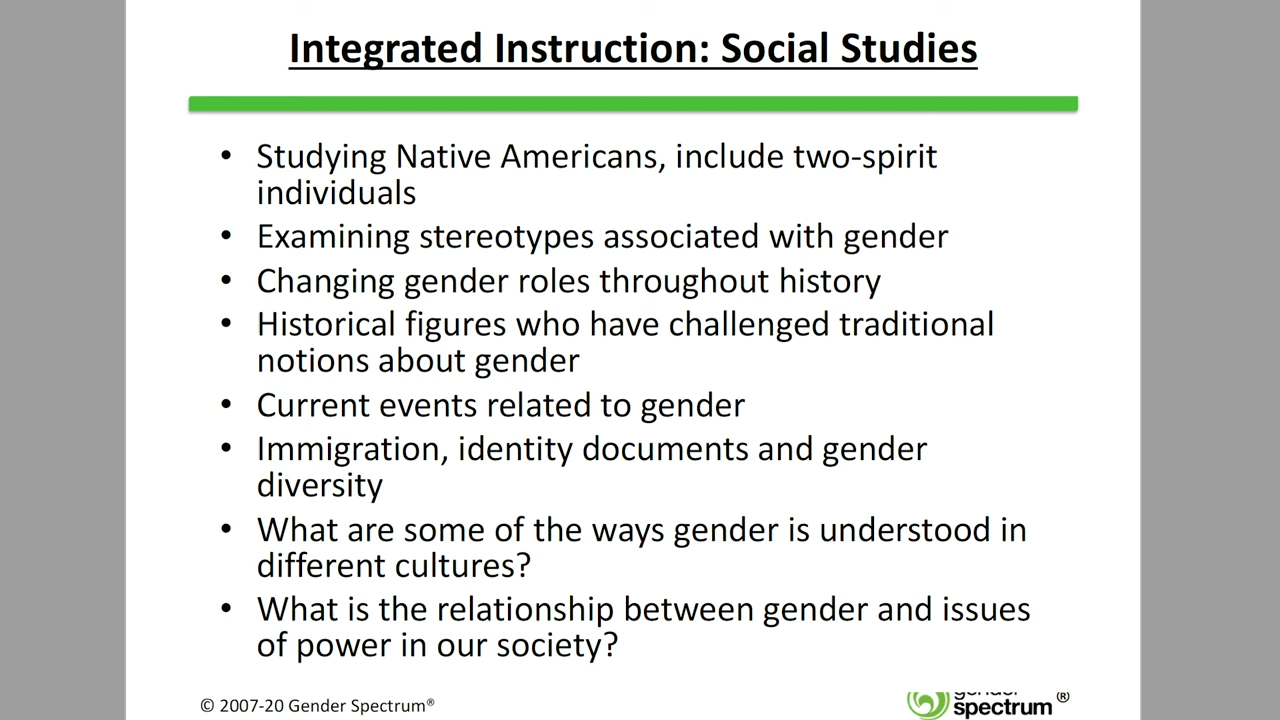 Integrated Instruction: Social Studies
• Studying Native Americans, include two-spirit
individuals
• Examining stereotypes associated with gender
• Changing gender roles throughout history
• Historical figures who have challenged traditional
notions about gender
• Current events related to gender
• Immigration, identity documents and gender
diversity
• What are some of the ways gender is understood in
different cultures?
• What is the relationship between gender and issues
of power in our society?
© 2007-20 Gender Spectrum®
gender
spectrum®